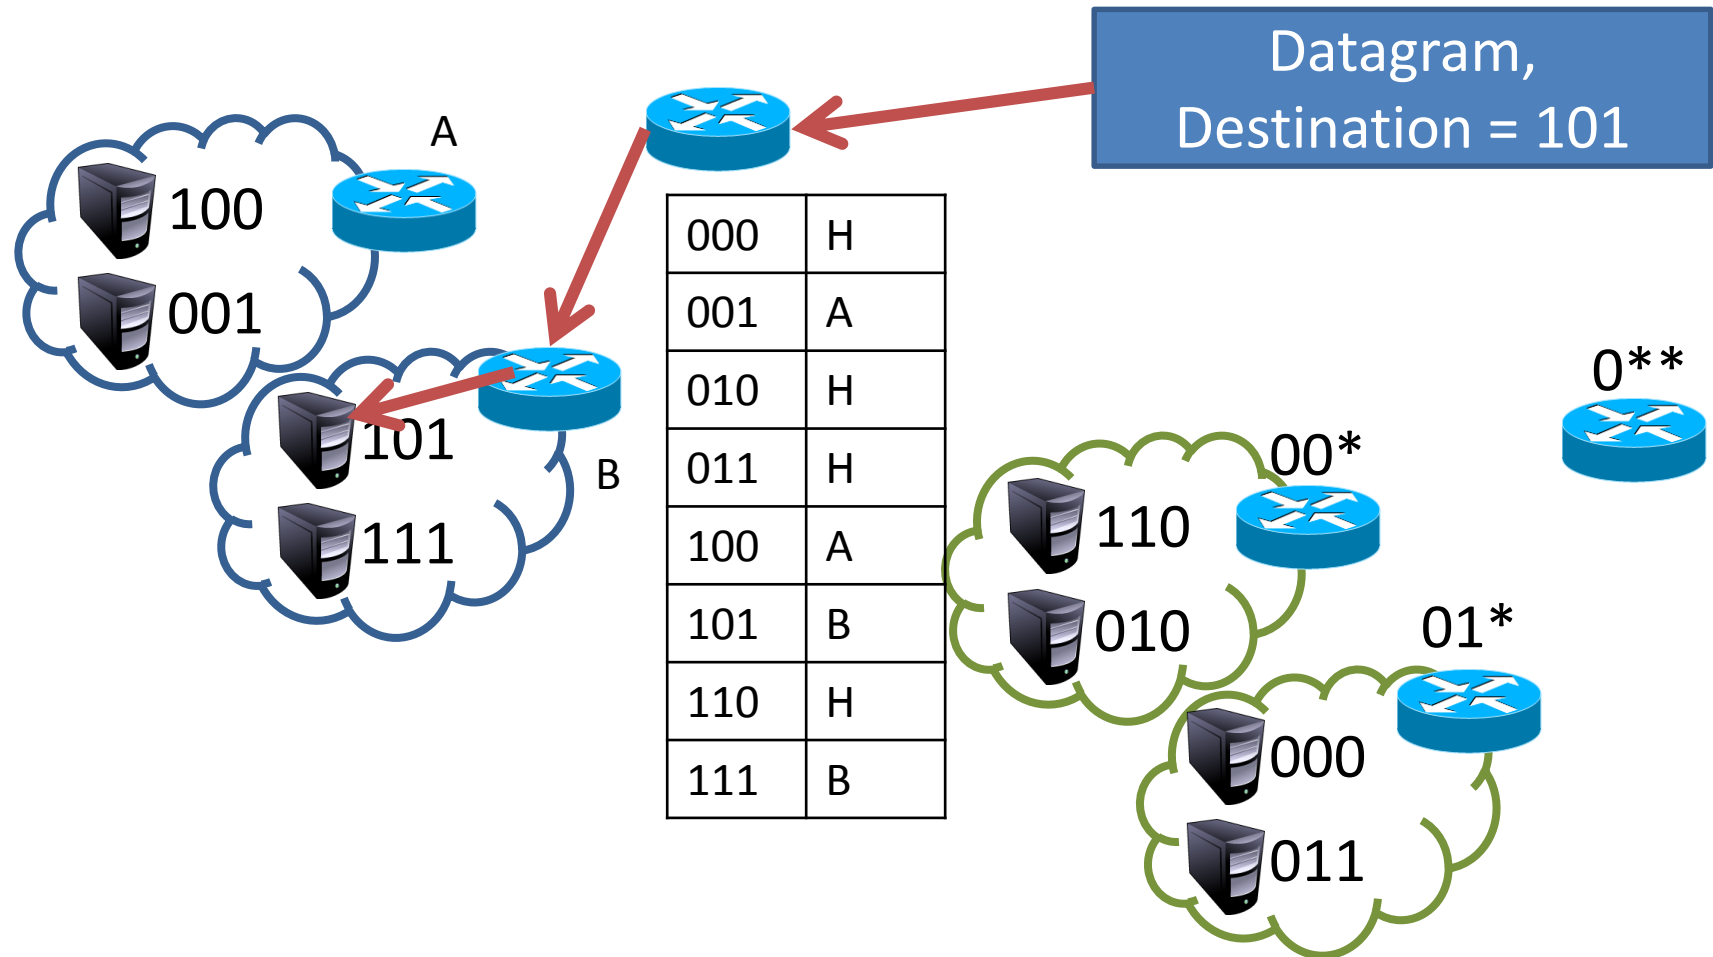 Datagram,
Destination = 101
A
100
001
101
111
B
000 H
001 A
010 H
011 H
100 A
101 B
110 H
111 B
0**
00*
110
010
01*
000
011